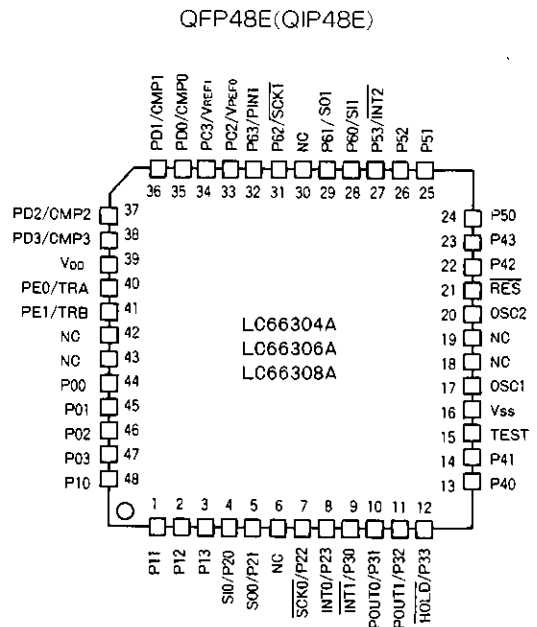 QFP48E(QIP48E)
PD1/CMP1
PD0/CMP0
PC3/VREF1
PC2/VREF0
P63/PIN1
P62/SCK1
NC
P61/SO1
P60/SI1
P53/INT2
P52
P51
36 35 34 33 32 31 30 29 28 27 26 25
PD2/CMP2 37
PD3/CMP3 38
VDD 39
PE0/TRA 40
PE1/TRB 41
NC 42
NC 43
P00 44
P01 45
P02 46
P03 47
P10 48
LC66304A
LC66306A
LC66308A
24 P50
23 P43
22 P42
21 RES
20 OSC2
19 NC
18 NC
17 OSC1
16 Vss
15 TEST
14 P41
13 P40
1 2 3 4 5 6 7 8 9 10 11 12
P11
P12
P13
SI0/P20
SO0/P21
NC
SCK0/P22
INT0/P23
INT1/P30
POUT0/P31
POUT1/P32
HOLD/P33